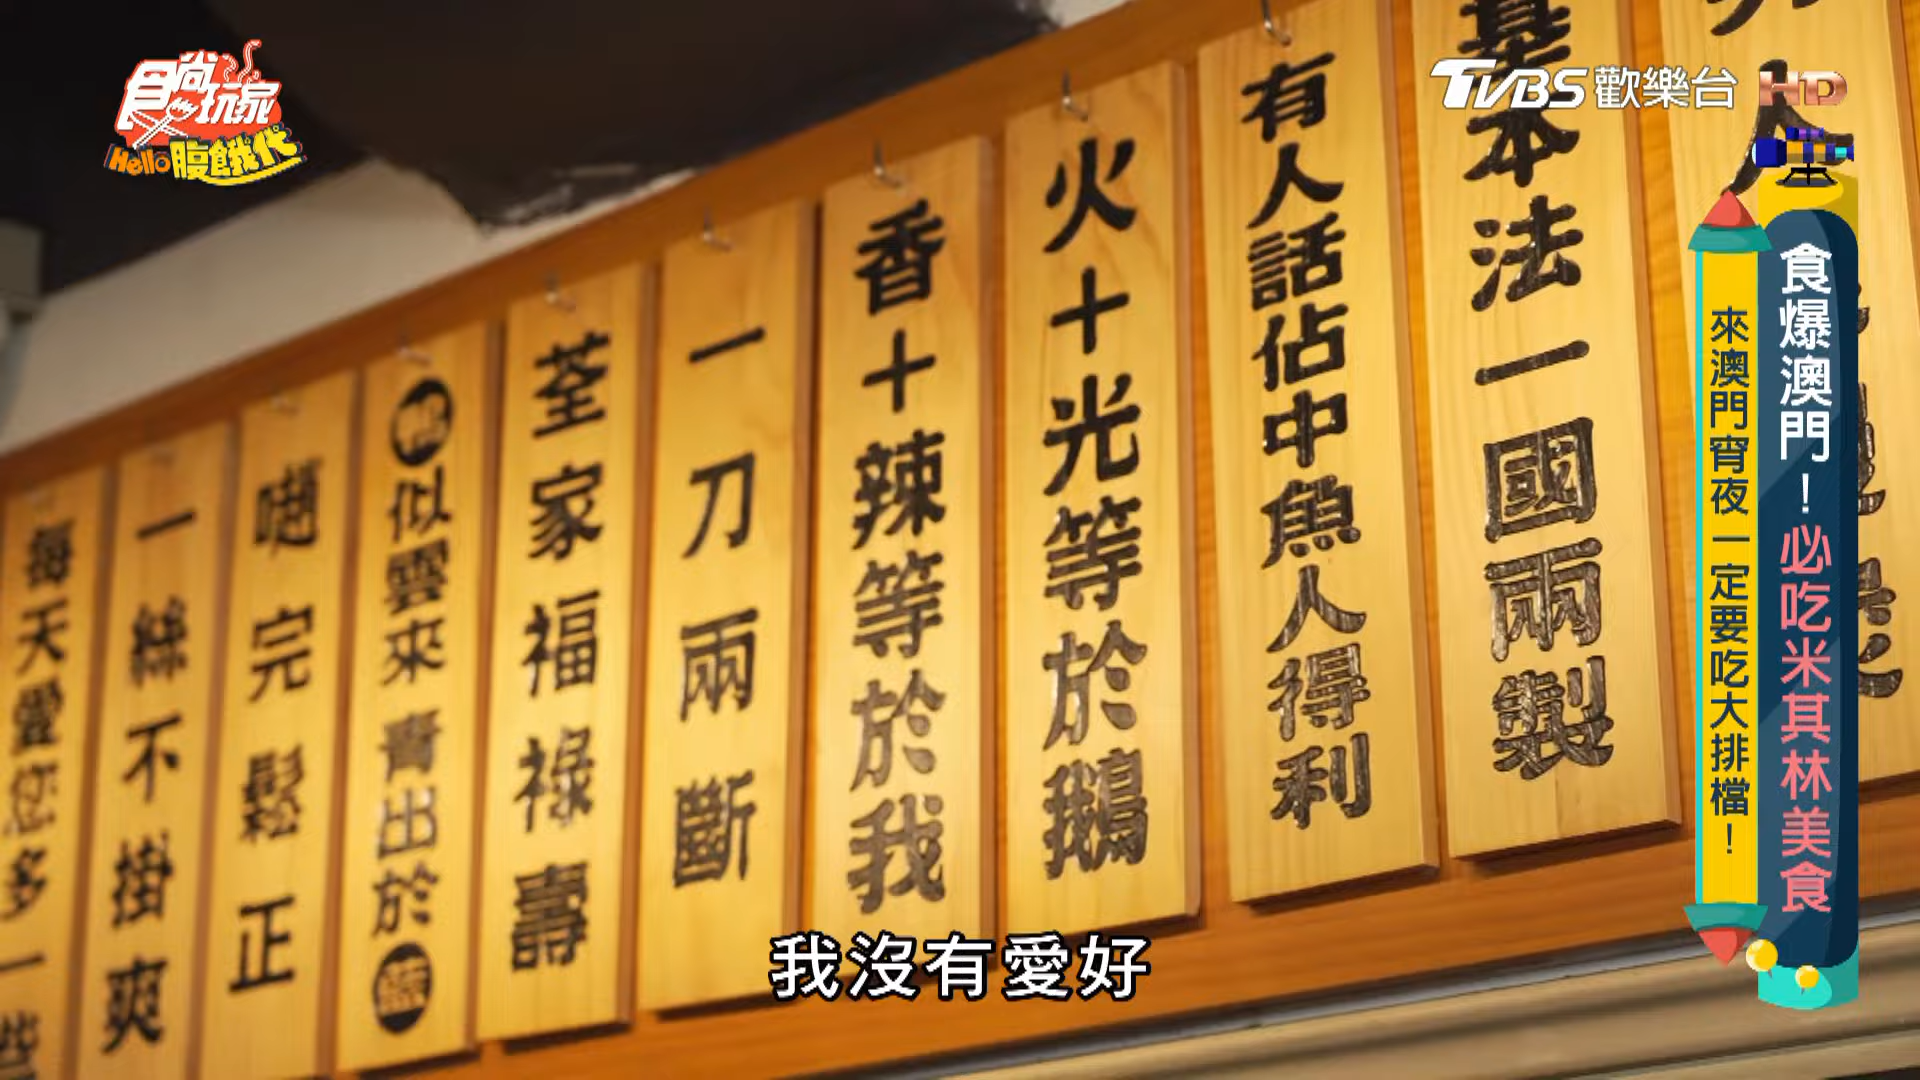 食尚玩家
Hello腹餓代
TVBS歡樂台 HD
食爆澳門！必吃米其林美食
來澳門宵夜一定要吃大排檔！
基本法一國兩製
有人話佔中魚人得利
火十光等於鵝
香十辣等於我
一刀兩斷
荃家福祿壽
似雲來 青出於藍
完鬆正
一絲不掛爽
每天愛您多一些
我沒有愛好